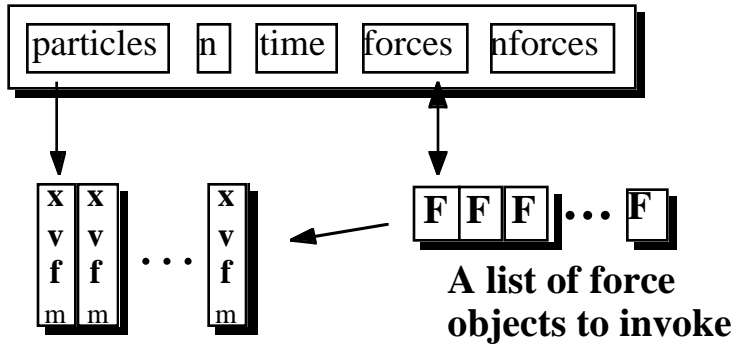 particles n time forces nforces
x x ... x F F F ... F
v v v
f f f
m m m
A list of force
objects to invoke